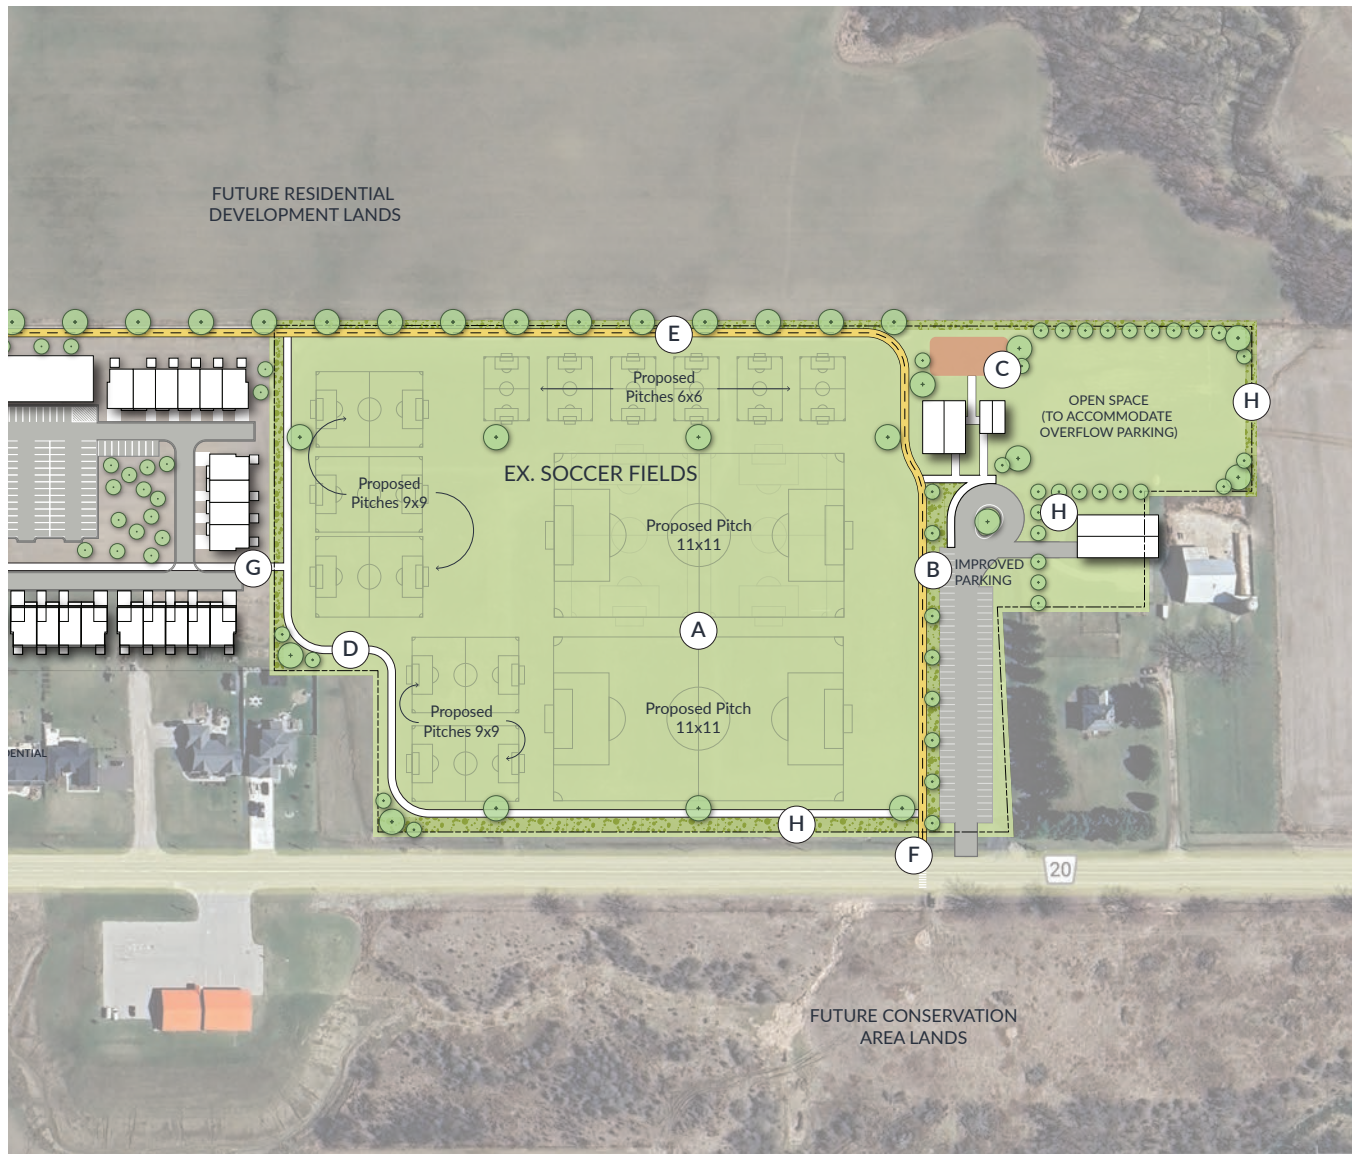 FUTURE RESIDENTIAL
DEVELOPMENT LANDS
E
C
H
Proposed
Pitches 6x6
OPEN SPACE
(TO ACCOMMODATE
OVERFLOW PARKING)
EX. SOCCER FIELDS
Proposed
Pitches 9x9
Proposed Pitch
11x11
H
G
B
IMPROVED
PARKING
A
D
Proposed
Pitches 9x9
Proposed Pitch
11x11
DENTIAL
H
F
20
FUTURE CONSERVATION
AREA LANDS